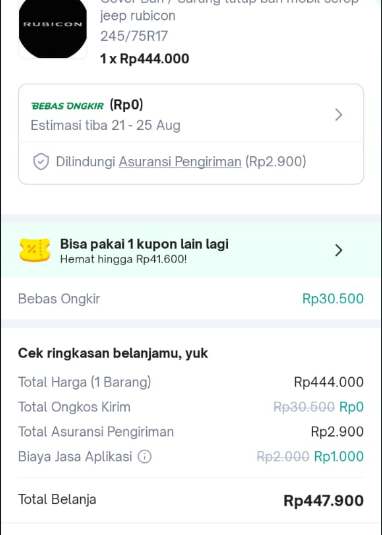 RUBICON
Cover Ban / Sarung tutup ban mobil serep
jeep rubicon
245/75R17
1 x Rp444.000
BEBAS ONGKIR (Rp0)
Estimasi tiba 21 - 25 Aug
Dilindungi Asuransi Pengiriman (Rp2.900)
Bisa pakai 1 kupon lain lagi
Hemat hingga Rp41.600!
Bebas Ongkir Rp30.500
Cek ringkasan belanjamu, yuk
Total Harga (1 Barang) Rp444.000
Total Ongkos Kirim Rp30.500 Rp0
Total Asuransi Pengiriman Rp2.900
Biaya Jasa Aplikasi Rp2.000 Rp1.000
Total Belanja Rp447.900